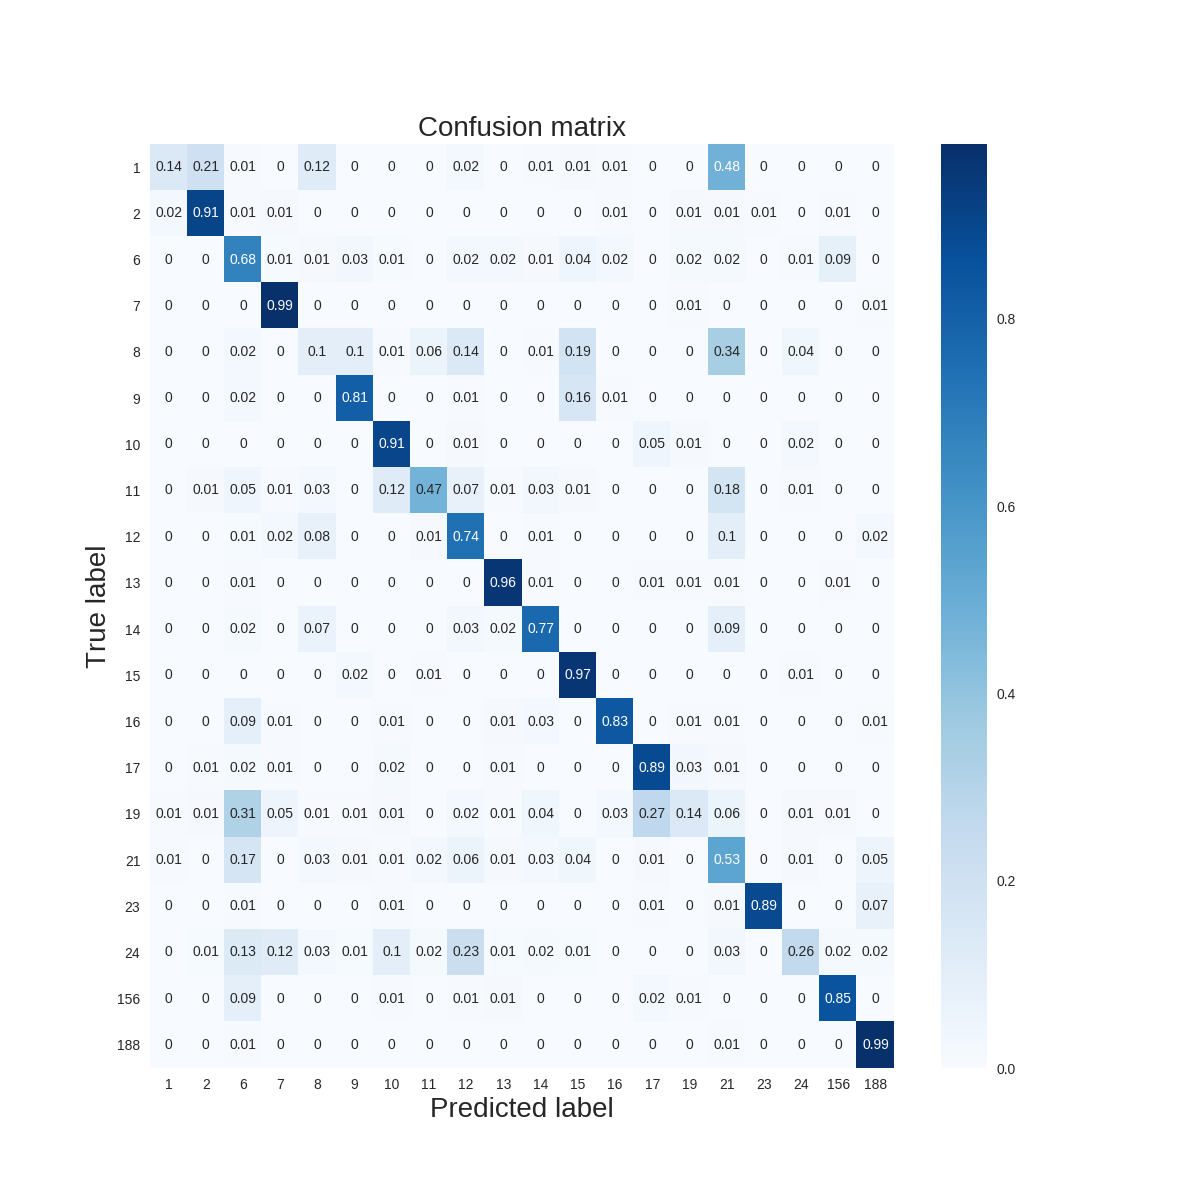 Confusion matrix
1 0.14 0.21 0.01 0 0.12 0 0 0 0.02 0 0.01 0.01 0.01 0 0 0.48 0 0 0 0
2 0.02 0.91 0.01 0.01 0 0 0 0 0 0 0 0 0.01 0 0.01 0.01 0.01 0 0.01 0
6 0 0 0.68 0.01 0.01 0.03 0.01 0 0.02 0.02 0.01 0.04 0.02 0 0.02 0.02 0 0.01 0.09 0
7 0 0 0 0.99 0 0 0 0 0 0 0 0 0 0 0.01 0 0 0 0 0.01
8 0 0 0.02 0 0.1 0.1 0.01 0.06 0.14 0 0.01 0.19 0 0 0 0.34 0 0.04 0 0
0.8
9 0 0 0.02 0 0 0.81 0 0 0.01 0 0 0.16 0.01 0 0 0 0 0 0 0
10 0 0 0 0 0 0 0.91 0 0.01 0 0 0 0 0.05 0.01 0 0 0.02 0 0
11 0 0.01 0.05 0.01 0.03 0 0.12 0.47 0.07 0.01 0.03 0.01 0 0 0 0.18 0 0.01 0 0
0.6
12 0 0 0.01 0.02 0.08 0 0 0.01 0.74 0 0.01 0 0 0 0 0.1 0 0 0 0.02
13 0 0 0.01 0 0 0 0 0 0 0.96 0.01 0 0 0.01 0.01 0.01 0 0 0.01 0
True label
14 0 0 0.02 0 0.07 0 0 0 0.03 0.02 0.77 0 0 0 0 0.09 0 0 0 0
15 0 0 0 0 0 0.02 0 0.01 0 0 0 0.97 0 0 0 0 0 0.01 0 0
0.4
16 0 0 0.09 0.01 0 0 0.01 0 0 0.01 0.03 0 0.83 0 0.01 0.01 0 0 0 0.01
17 0 0.01 0.02 0.01 0 0 0.02 0 0 0.01 0 0 0 0.89 0.03 0.01 0 0 0 0
19 0.01 0.01 0.31 0.05 0.01 0.01 0.01 0 0.02 0.01 0.04 0 0.03 0.27 0.14 0.06 0 0.01 0.01 0
21 0.01 0 0.17 0 0.03 0.01 0.01 0.02 0.06 0.01 0.03 0.04 0 0.01 0 0.53 0 0.01 0 0.05
0.2
23 0 0 0.01 0 0 0 0.01 0 0 0 0 0 0 0.01 0 0.01 0.89 0 0 0.07
24 0 0.01 0.13 0.12 0.03 0.01 0.1 0.02 0.23 0.01 0.02 0.01 0 0 0 0.03 0 0.26 0.02 0.02
156 0 0 0.09 0 0 0 0.01 0 0.01 0.01 0 0 0 0.02 0.01 0 0 0 0.85 0
188 0 0 0.01 0 0 0 0 0 0 0 0 0 0 0 0 0.01 0 0 0 0.99
0.0
1 2 6 7 8 9 10 11 12 13 14 15 16 17 19 21 23 24 156 188
Predicted label